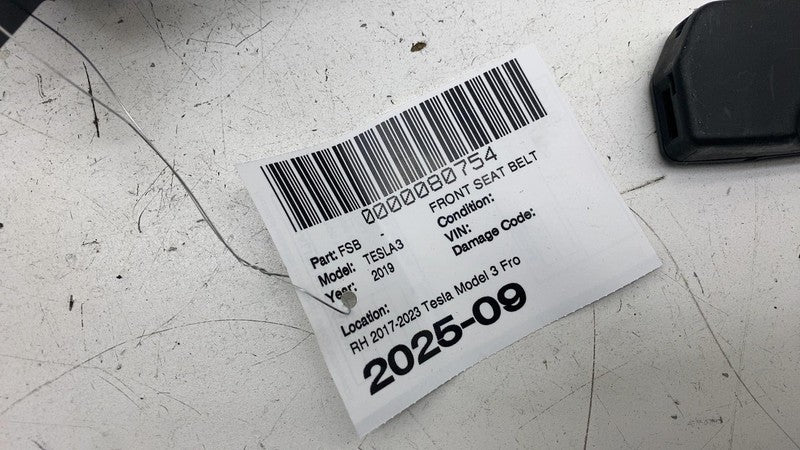 0000080754
Part: FSB - FRONT SEAT BELT
Model: TESLA3 Condition:
Year: 2019 VIN:
Damage Code:
Location:
RH 2017-2023 Tesla Model 3 Fro
2025-09